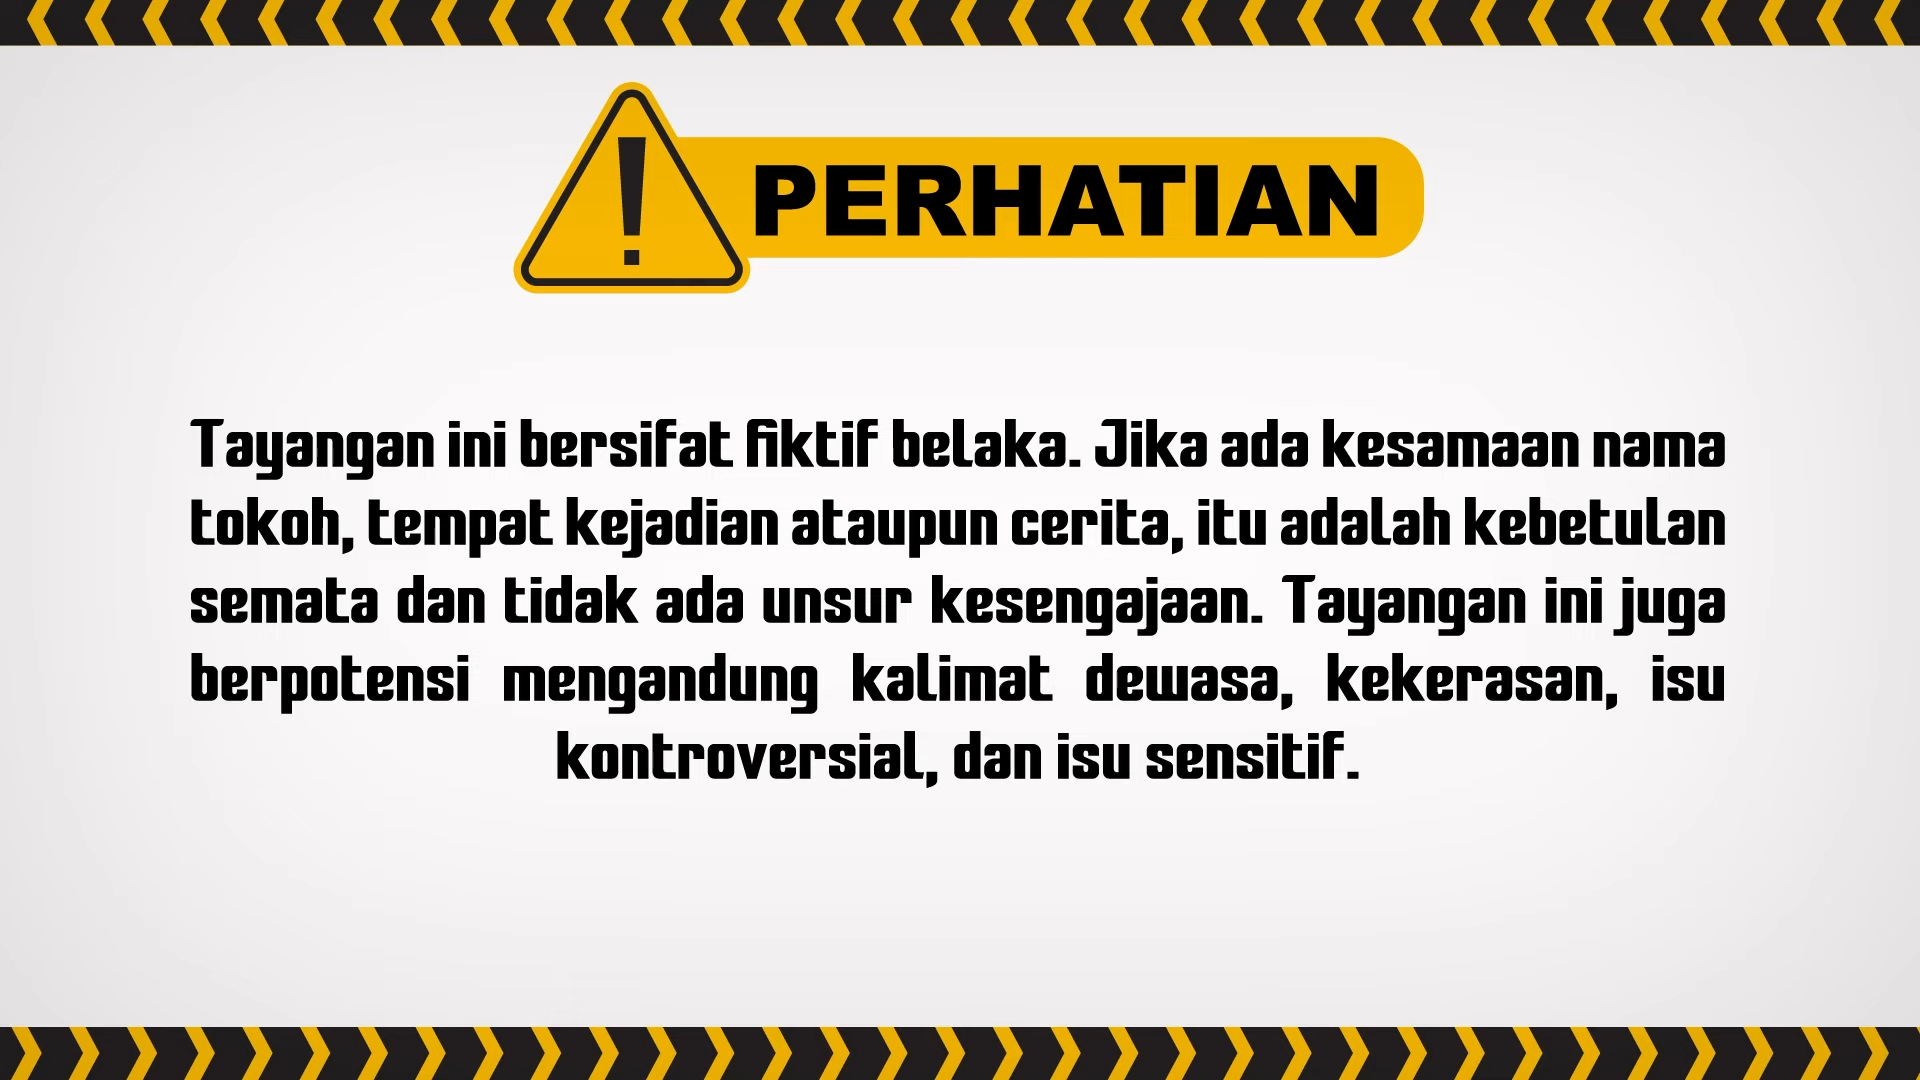 PERHATIAN
Tayangan ini bersifat fiktif belaka. Jika ada kesamaan nama
tokoh, tempat kejadian ataupun cerita, itu adalah kebetulan
semata dan tidak ada unsur kesengajaan. Tayangan ini juga
berpotensi mengandung kalimat dewasa, kekerasan, isu
kontroversial, dan isu sensitif.